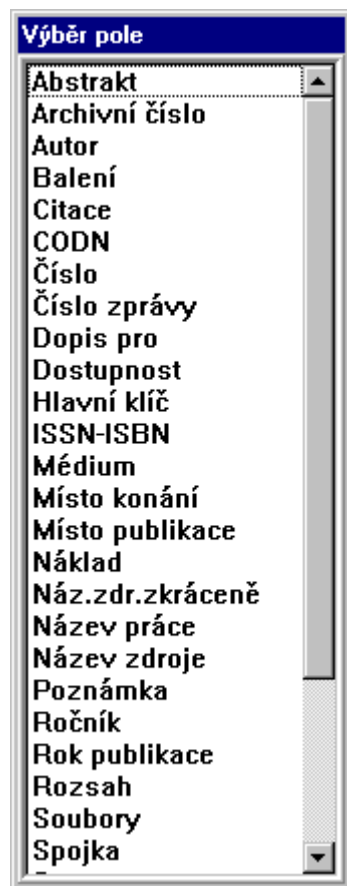 Výběr pole
Abstrakt
Archivní číslo
Autor
Balení
Citace
CODN
Číslo
Číslo zprávy
Dopis pro
Dostupnost
Hlavní klíč
ISSN-ISBN
Médium
Místo konání
Místo publikace
Náklad
Náz.zdr.zkráceně
Název práce
Název zdroje
Poznámka
Ročník
Rok publikace
Rozsah
Soubory
Spojka